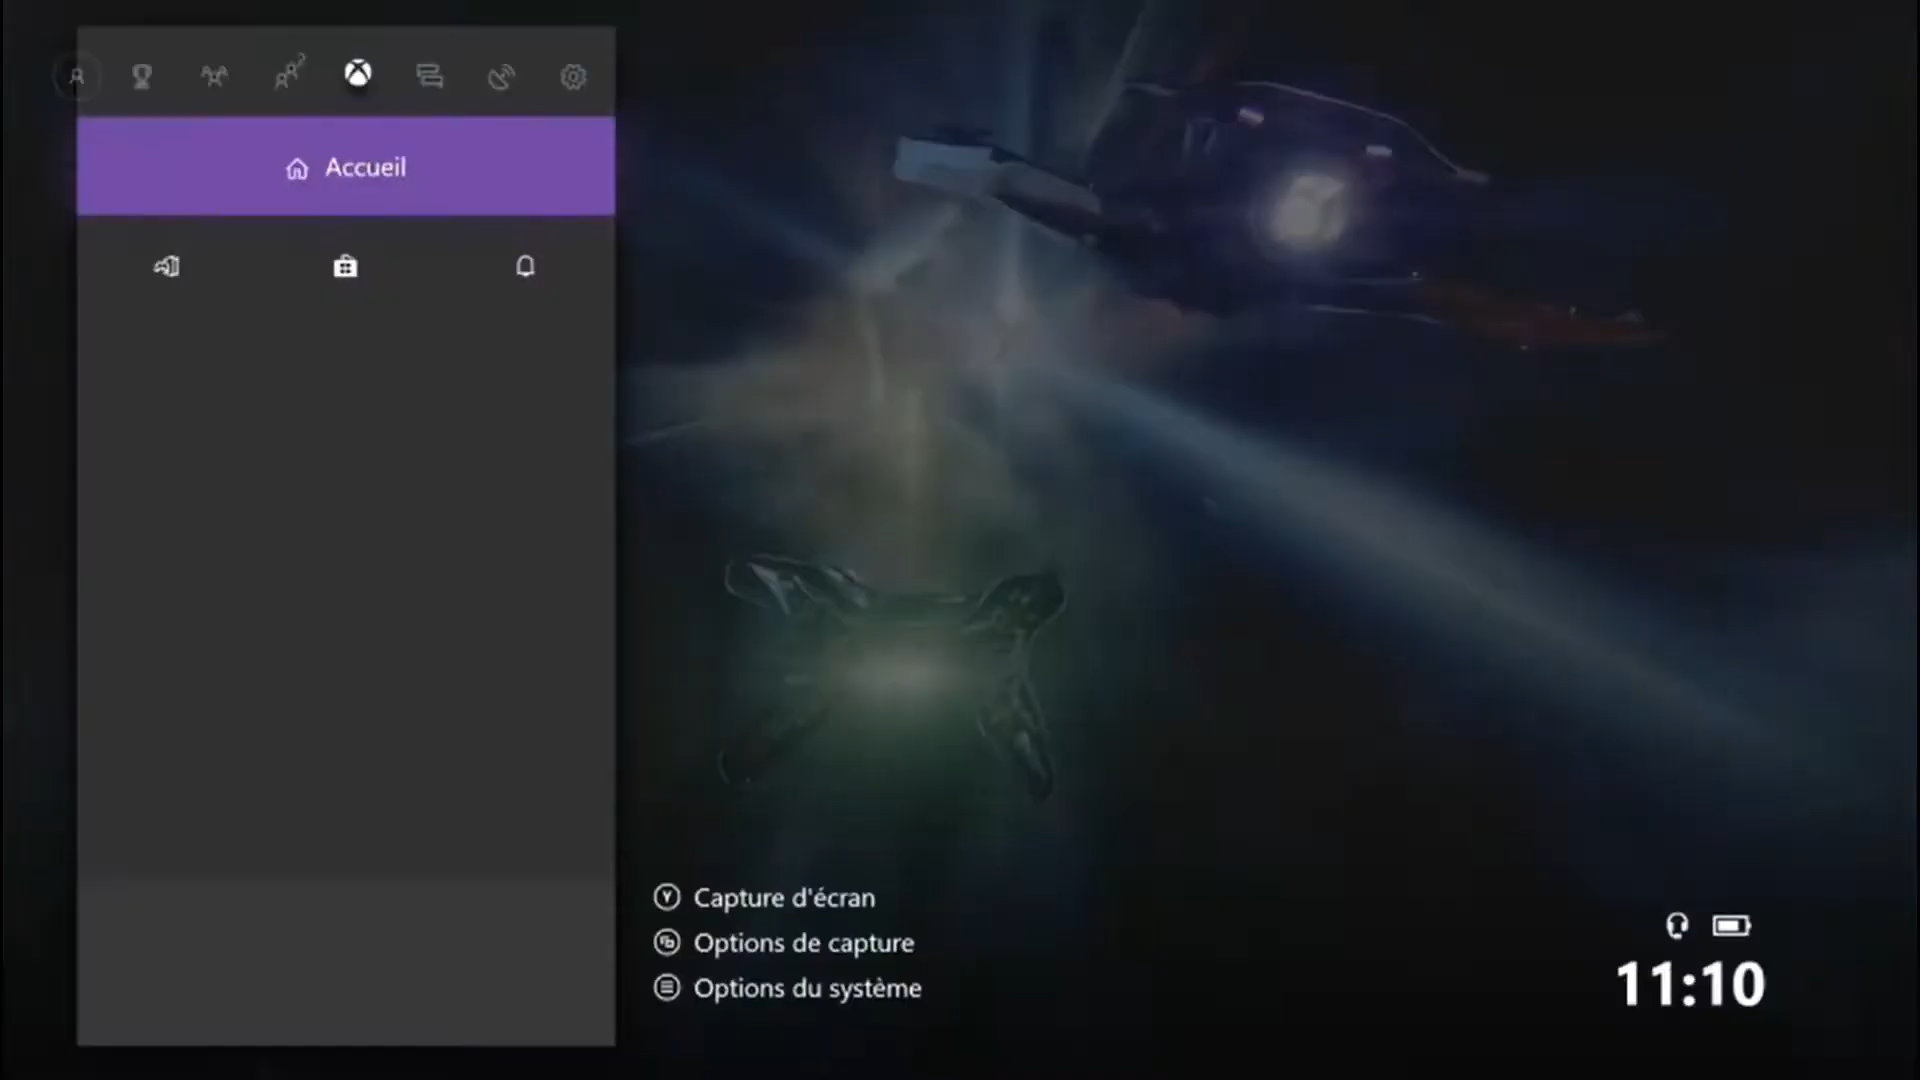 Accueil
Y Capture d'écran
Options de capture
Options du système
11:10